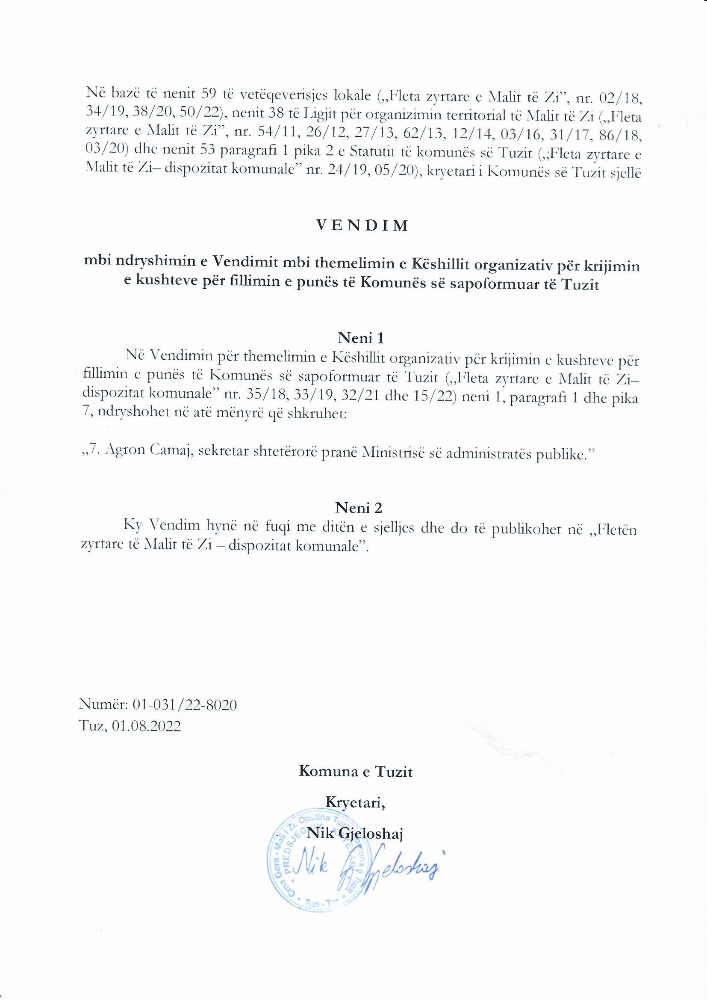 Në bazë të nenit 59 të vetëqeverisjes lokale („Fleta zyrtare e Malit të Zi”, nr. 02/18,
34/19, 38/20, 50/22), nenit 38 të Ligjit për organizimin territorial të Malit të Zi („Fleta
zyrtare e Malit të Zi”, nr. 54/11, 26/12, 27/13, 62/13, 12/14, 03/16, 31/17, 86/18,
03/20) dhe nenit 53 paragrafi 1 pika 2 e Statutit të komunës së Tuzit („Fleta zyrtare e
Malit të Zi– dispozitat komunale” nr. 24/19, 05/20), kryetari i Komunës së Tuzit sjellë
V E N D I M
mbi ndryshimin e Vendimit mbi themelimin e Këshillit organizativ për krijimin
e kushteve për fillimin e punës të Komunës së sapoformuar të Tuzit
Neni 1
Në Vendimin për themelimin e Këshillit organizativ për krijimin e kushteve për
fillimin e punës të Komunës së sapoformuar të Tuzit („Fleta zyrtare e Malit të Zi–
dispozitat komunale” nr. 35/18, 33/19, 32/21 dhe 15/22) neni 1, paragrafi 1 dhe pika
7, ndryshohet në atë mënyrë që shkruhet:
„7. Agron Camaj, sekretar shtetërorë pranë Ministrisë së administratës publike.”
Neni 2
Ky Vendim hynë në fuqi me ditën e sjelljes dhe do të publikohet në „Fletën
zyrtare të Malit të Zi – dispozitat komunale”.
Numër: 01-031/22-8020
Tuz, 01.08.2022
Komuna e Tuzit
Kryetari,
Nik Gjeloshaj
Crna Gora - Mali i Zi, Opština Tuzi - Komuna e Tuzit
PREDSJEDNIK - KRYETARI
Tuzi - Tuz
Nik Gjeloshaj